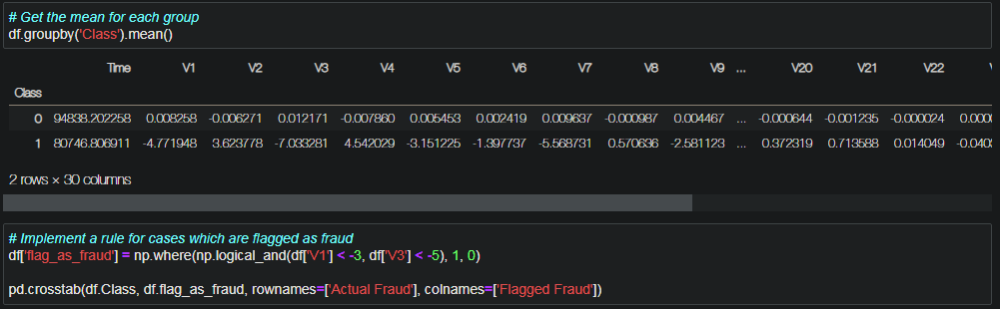 # Get the mean for each group
df.groupby('Class').mean()
Time V1 V2 V3 V4 V5 V6 V7 V8 V9 ... V20 V21 V22
Class
0 94838.202258 0.008258 -0.006271 0.012171 -0.007860 0.005453 0.002419 0.009637 -0.000987 0.004467 ... -0.000644 -0.001235 -0.000024
1 80746.806911 -4.771948 3.623778 -7.033281 4.542029 -3.151225 -1.397737 -5.568731 0.570636 -2.581123 ... 0.372319 0.713588 0.014049
2 rows × 30 columns
# Implement a rule for cases which are flagged as fraud
df['flag_as_fraud'] = np.where(np.logical_and(df['V1'] < -3, df['V3'] < -5), 1, 0)
pd.crosstab(df.Class, df.flag_as_fraud, rownames=['Actual Fraud'], colnames=['Flagged Fraud'])